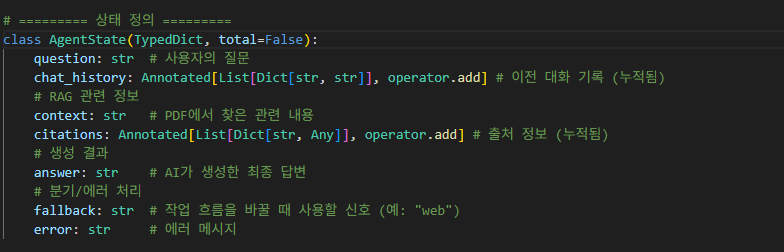 # ========= 상태 정의 =========
class AgentState(TypedDict, total=False):
    question: str  # 사용자의 질문
    chat_history: Annotated[List[Dict[str, str]], operator.add] # 이전 대화 기록 (누적됨)
    # RAG 관련 정보
    context: str   # PDF에서 찾은 관련 내용
    citations: Annotated[List[Dict[str, Any]], operator.add] # 출처 정보 (누적됨)
    # 생성 결과
    answer: str    # AI가 생성한 최종 답변
    # 분기/에러 처리
    fallback: str  # 작업 흐름을 바꿀 때 사용할 신호 (예: "web")
    error: str     # 에러 메시지